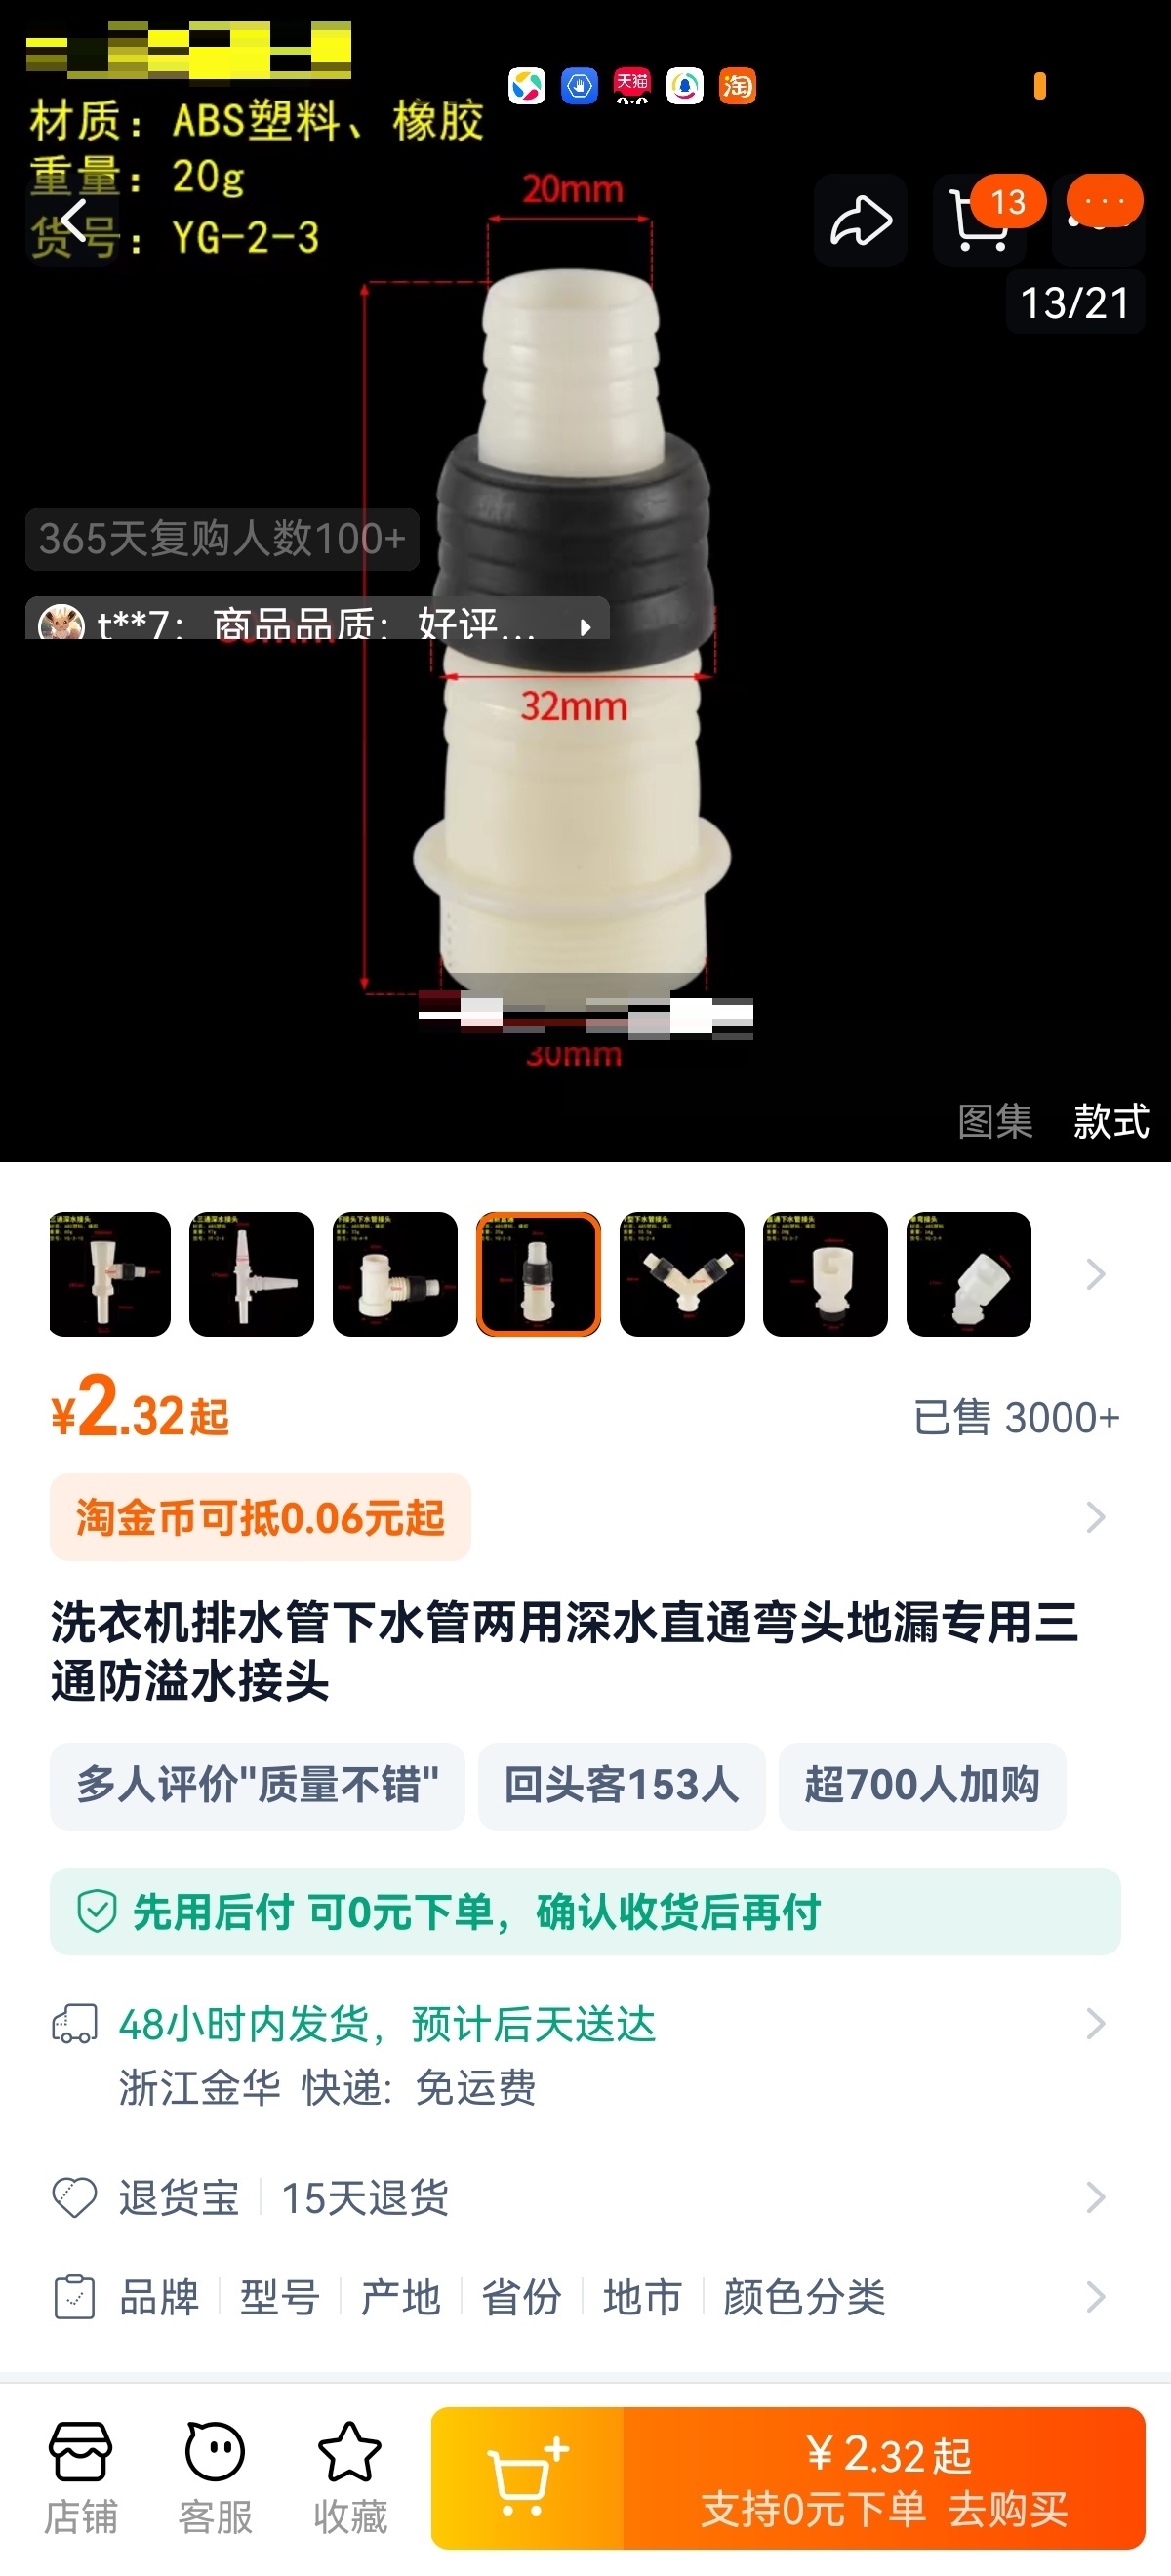 材质：ABS塑料、橡胶
重量：20g
货号：YG-2-3
天猫
淘
20mm
13
13/21
365天复购人数100+
t**7：商品品质：好评...
32mm
30mm
图集 款式
¥2.32起
已售 3000+
淘金币可抵0.06元起
洗衣机排水管下水管两用深水直通弯头地漏专用三
通防溢水接头
多人评价"质量不错" 回头客153人 超700人加购
先用后付 可0元下单，确认收货后再付
48小时内发货，预计后天送达
浙江金华 快递：免运费
退货宝 15天退货
品牌 型号 产地 省份 地市 颜色分类
¥2.32起
支持0元下单 去购买
店铺 客服 收藏